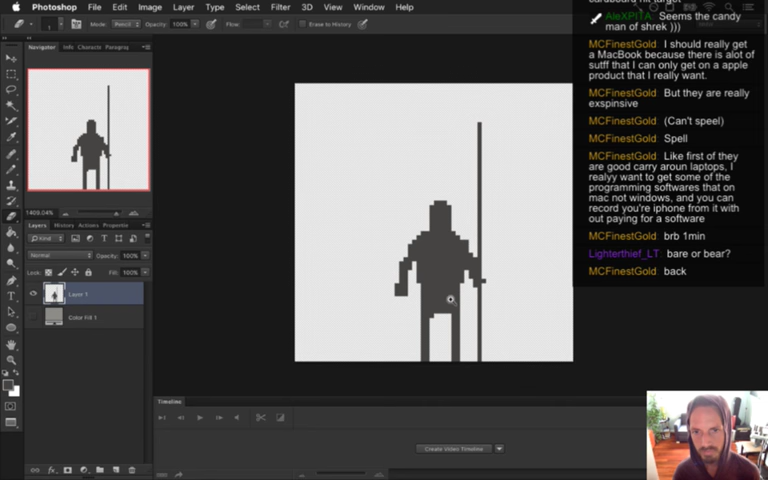 Photoshop File Edit Image Layer Type Select Filter 3D View Window Help
Mode: Pencil Opacity: 100% Flow: Erase to History
Navigator Info Charact Paragraj
1400.04%
Layers History Actions Propertie
Kind
Normal Opacity: 100%
Lock: Fill: 100%
Layer 1
Color Fill 1
Timeline
Create Video Timeline
AleXPITA Seems the candy
man of shrek )))
MCFinestGold I should really get
a MacBook because there is alot of
sutff that I can only get on a apple
product that I really want.
MCFinestGold But they are really
exspinsive
MCFinestGold (Can't speel)
MCFinestGold Spell
MCFinestGold Like first of they
are good carry aroun laptops, I
realyy want to get some of the
programming softwares that on
mac not windows, and you can
record you're iphone from it with
out paying for a software
MCFinestGold brb 1min
Lighterthief_LT: bare or bear?
MCFinestGold back